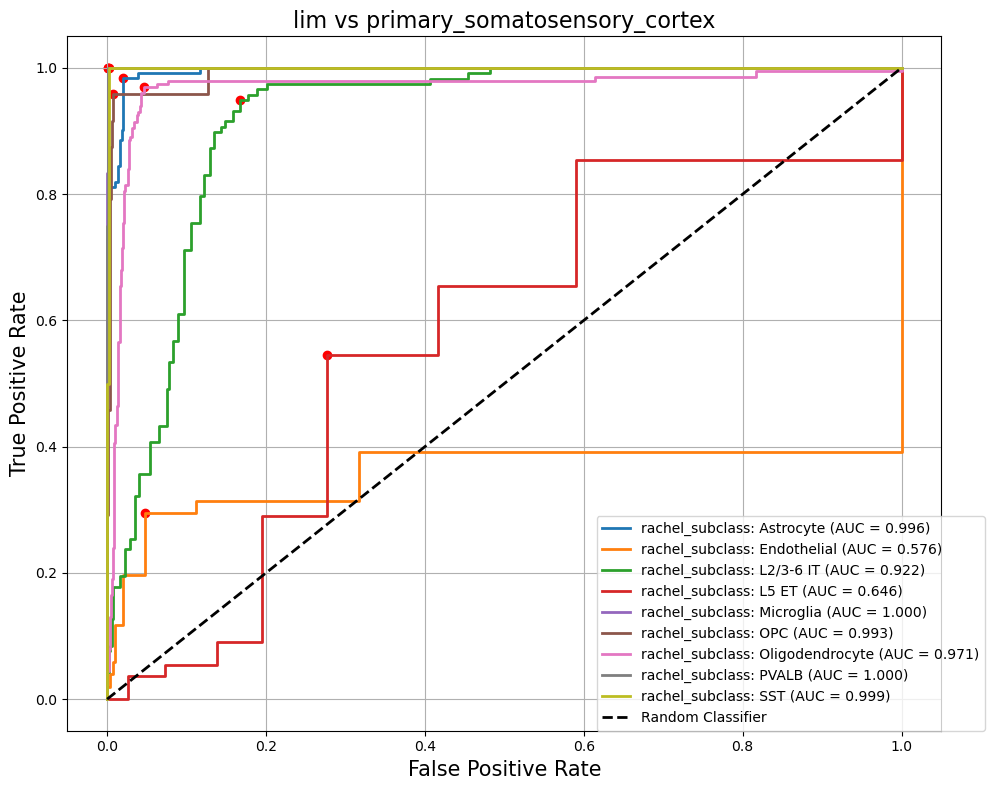 lim vs primary_somatosensory_cortex
True Positive Rate
1.0
0.8
0.6
0.4
0.2
0.0
rachel_subclass: Astrocyte (AUC = 0.996)
rachel_subclass: Endothelial (AUC = 0.576)
rachel_subclass: L2/3-6 IT (AUC = 0.922)
rachel_subclass: L5 ET (AUC = 0.646)
rachel_subclass: Microglia (AUC = 1.000)
rachel_subclass: OPC (AUC = 0.993)
rachel_subclass: Oligodendrocyte (AUC = 0.971)
rachel_subclass: PVALB (AUC = 1.000)
rachel_subclass: SST (AUC = 0.999)
Random Classifier
0.0 0.2 0.4 0.6 0.8 1.0
False Positive Rate